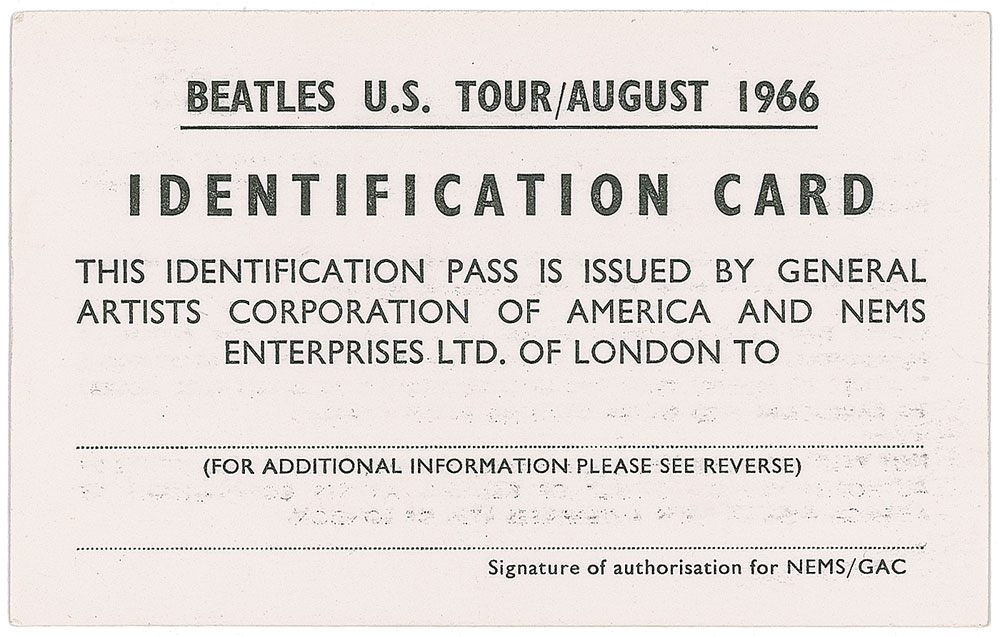 BEATLES U.S. TOUR/AUGUST 1966
IDENTIFICATION CARD
THIS IDENTIFICATION PASS IS ISSUED BY GENERAL
ARTISTS CORPORATION OF AMERICA AND NEMS
ENTERPRISES LTD. OF LONDON TO
(FOR ADDITIONAL INFORMATION PLEASE SEE REVERSE)
Signature of authorisation for NEMS/GAC